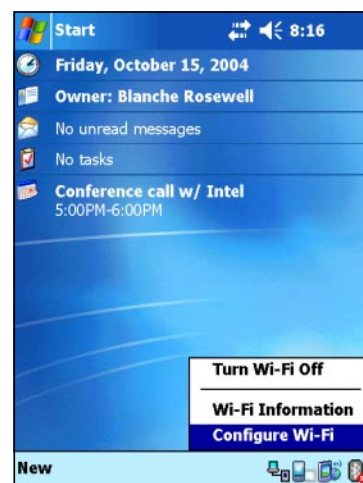 Start 8:16
Friday, October 15, 2004
Owner: Blanche Rosewell
No unread messages
No tasks
Conference call w/ Intel
5:00PM-6:00PM
Turn Wi-Fi Off
Wi-Fi Information
Configure Wi-Fi
New